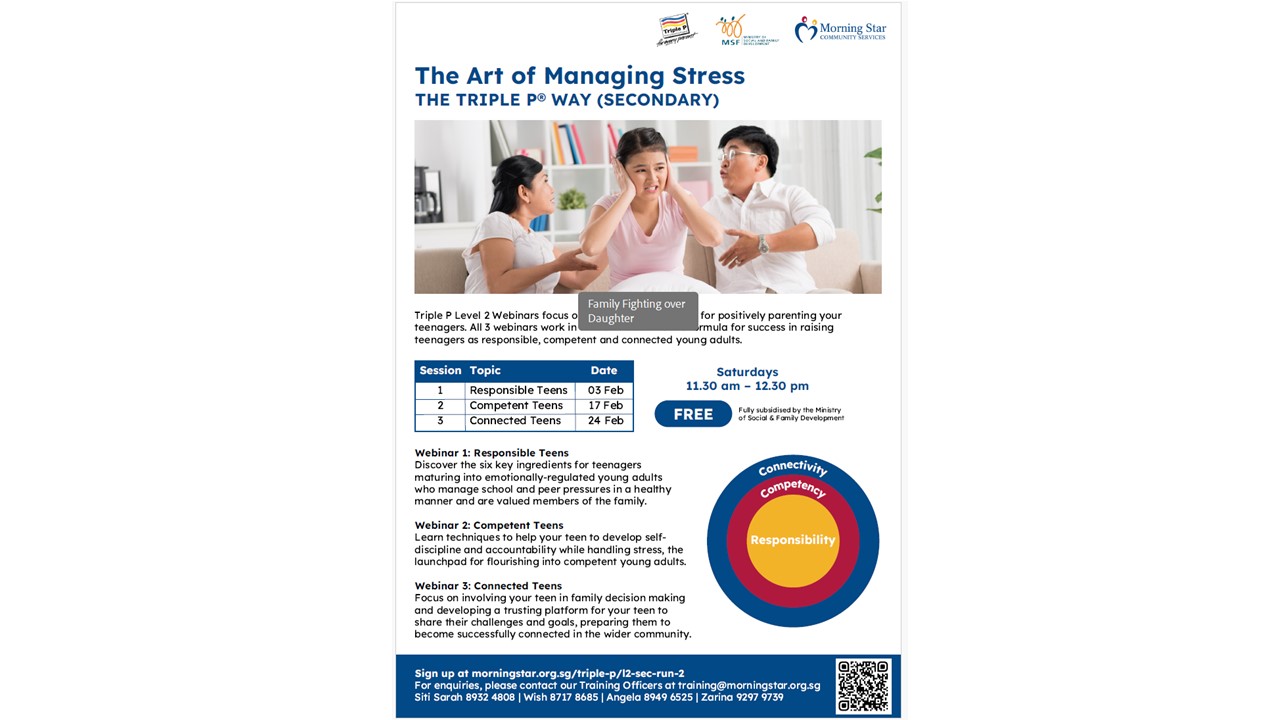 Triple P
MSF MINISTRY OF
SOCIAL AND FAMILY
DEVELOPMENT
Morning Star
COMMUNITY SERVICES
The Art of Managing Stress
THE TRIPLE P® WAY (SECONDARY)
Family Fighting over
Daughter
Triple P Level 2 Webinars focus o for positively parenting your
teenagers. All 3 webinars work in ormula for success in raising
teenagers as responsible, competent and connected young adults.
Session Topic Date
1 Responsible Teens 03 Feb
2 Competent Teens 17 Feb
3 Connected Teens 24 Feb
Saturdays
11.30 am – 12.30 pm
FREE
Fully subsidised by the Ministry
of Social & Family Development
Webinar 1: Responsible Teens
Discover the six key ingredients for teenagers
maturing into emotionally-regulated young adults
who manage school and peer pressures in a healthy
manner and are valued members of the family.
Webinar 2: Competent Teens
Learn techniques to help your teen to develop self-
discipline and accountability while handling stress, the
launchpad for flourishing into competent young adults.
Webinar 3: Connected Teens
Focus on involving your teen in family decision making
and developing a trusting platform for your teen to
share their challenges and goals, preparing them to
become successfully connected in the wider community.
Connectivity
Competency
Responsibility
Sign up at morningstar.org.sg/triple-p/l2-sec-run-2
For enquiries, please contact our Training Officers at training@morningstar.org.sg
Siti Sarah 8932 4808 | Wish 8717 8685 | Angela 8949 6525 | Zarina 9297 9739